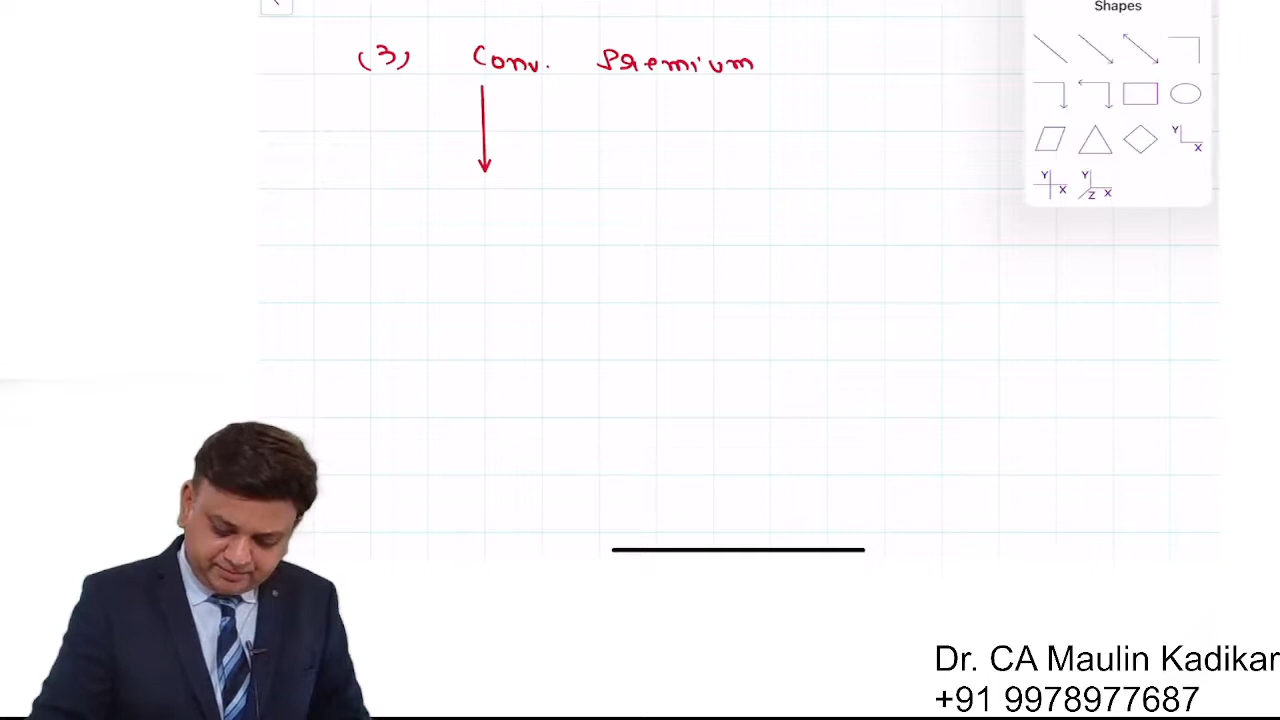 Shapes
(3) Conv. Premium
Y
X
Y
X
Y
Z X
Dr. CA Maulin Kadikar
+91 9978977687